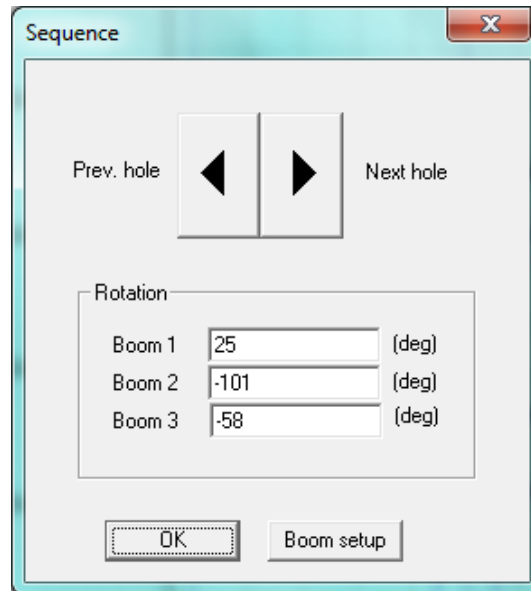 Sequence
Prev. hole Next hole
Rotation
Boom 1 25 (deg)
Boom 2 -101 (deg)
Boom 3 -58 (deg)
OK Boom setup